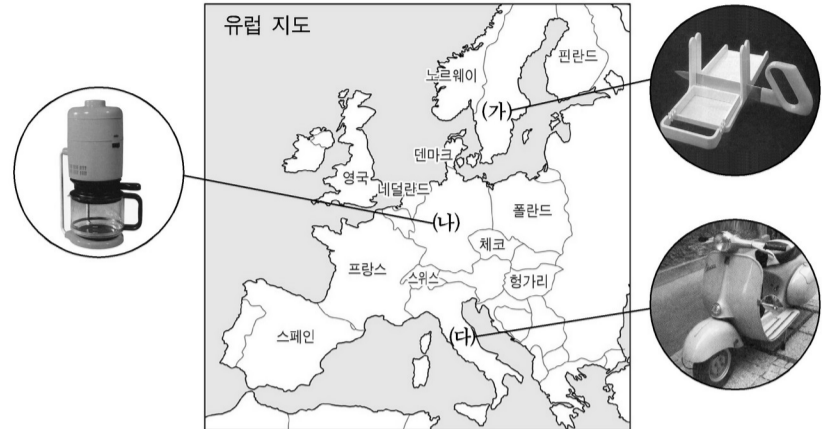 유럽 지도
핀란드
노르웨이
(가)
덴마크
영국
네덜란드
(나)
폴란드
체코
프랑스
스위스
헝가리
(다)
스페인